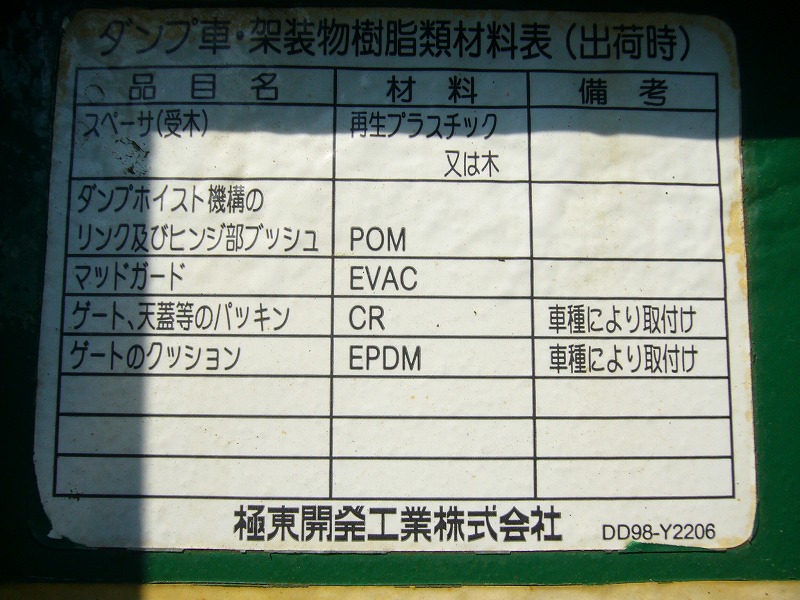 ダンプ車・架装物樹脂類材料表(出荷時)
品目名 材料 備考
スペーサ(受木) 再生プラスチック
又は木
ダンプホイスト機構の
リンク及びヒンジ部ブッシュ POM
マッドガード EVAC
ゲート、天蓋等のパッキン CR 車種により取付け
ゲートのクッション EPDM 車種により取付け
極東開発工業株式会社 DD98-Y2206